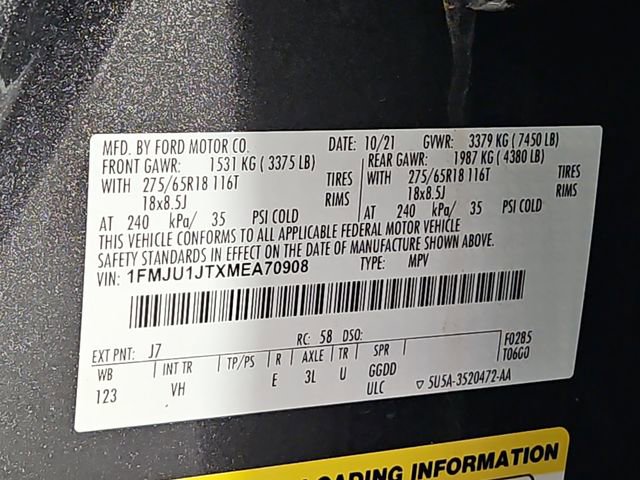 MFD. BY FORD MOTOR CO. DATE: 10/21 GVWR: 3379 KG (7450 LB)
FRONT GAWR: 1531 KG (3375 LB) REAR GAWR: 1987 KG (4380 LB)
WITH 275/65R18 116T TIRES WITH 275/65R18 116T TIRES
18x8.5J RIMS 18x8.5J RIMS
AT 240 kPa/ 35 PSI COLD AT 240 kPa/ 35 PSI COLD
THIS VEHICLE CONFORMS TO ALL APPLICABLE FEDERAL MOTOR VEHICLE
SAFETY STANDARDS IN EFFECT ON THE DATE OF MANUFACTURE SHOWN ABOVE.
VIN: 1FMJU1JTXMEA70908 TYPE: MPV
EXT PNT: J7 RC: 58 DSO: F0285
WB INT TR TP/PS R AXLE TR SPR T06G0
123 VH E 3L U GGDD
ULC ▽ 5U5A-3520472-AA
LOADING INFORMATION